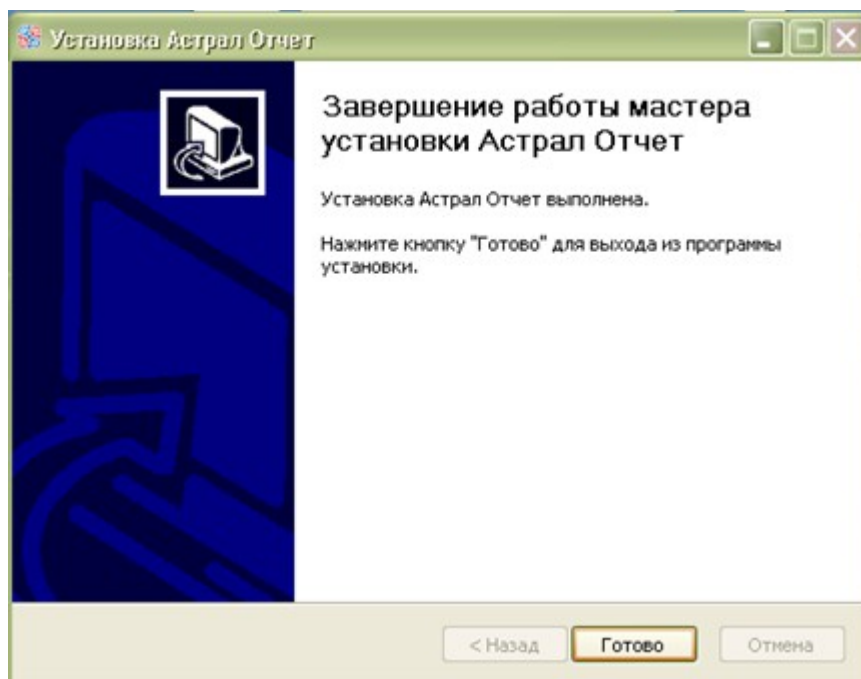 Установка Астрал Отчет
Завершение работы мастера
установки Астрал Отчет
Установка Астрал Отчет выполнена.
Нажмите кнопку "Готово" для выхода из программы
установки.
< Назад
Готово
Отмена